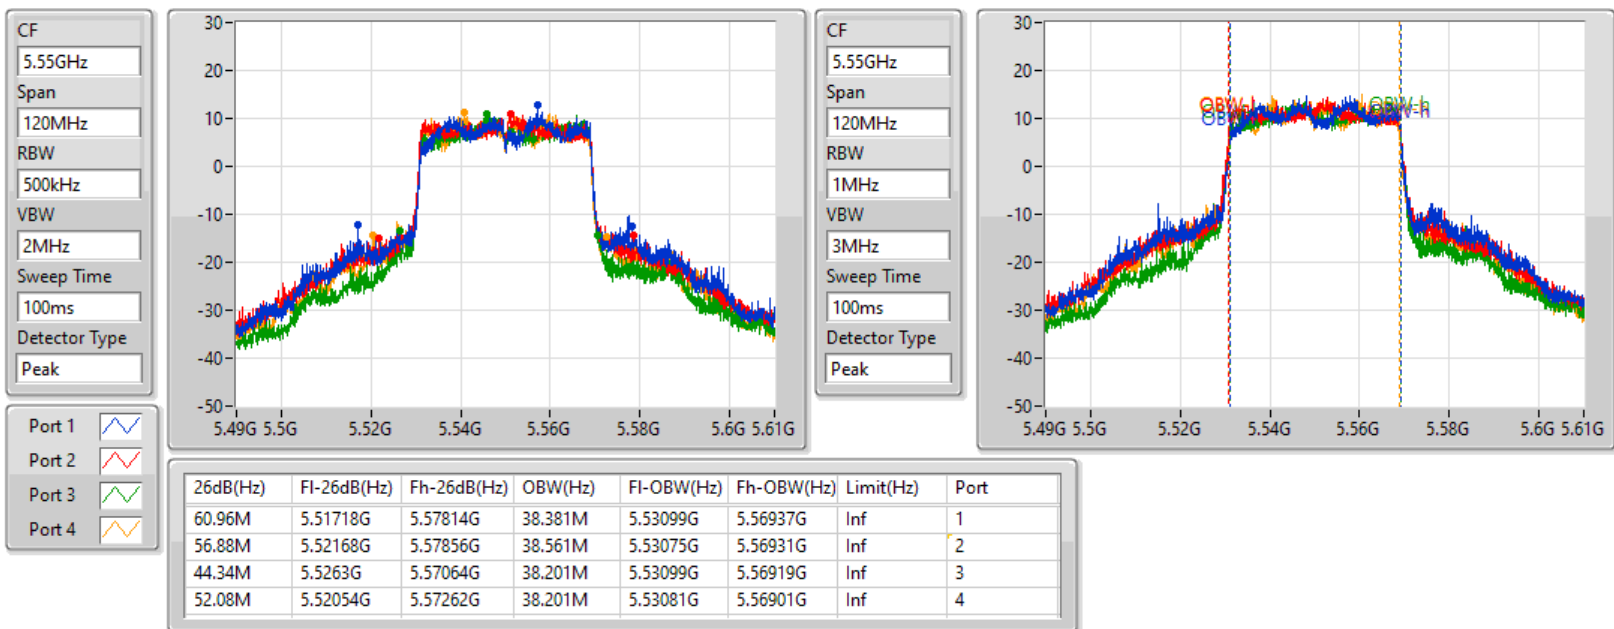 CF
5.55GHz
Span
120MHz
RBW
500kHz
VBW
2MHz
Sweep Time
100ms
Detector Type
Peak
Port 1
Port 2
Port 3
Port 4
30
20
10
0
-10
-20
-30
-40
-50
5.49G 5.5G 5.52G 5.54G 5.56G 5.58G 5.6G 5.61G
CF
5.55GHz
Span
120MHz
RBW
1MHz
VBW
3MHz
Sweep Time
100ms
Detector Type
Peak
30
20
10
0
-10
-20
-30
-40
-50
OBW-h
5.49G 5.5G 5.52G 5.54G 5.56G 5.58G 5.6G 5.61G
26dB(Hz) Fl-26dB(Hz) Fh-26dB(Hz) OBW(Hz) Fl-OBW(Hz) Fh-OBW(Hz) Limit(Hz) Port
60.96M 5.51718G 5.57814G 38.381M 5.53099G 5.56937G Inf 1
56.88M 5.52168G 5.57856G 38.561M 5.53075G 5.56931G Inf 2
44.34M 5.5263G 5.57064G 38.201M 5.53099G 5.56919G Inf 3
52.08M 5.52054G 5.57262G 38.201M 5.53081G 5.56901G Inf 4